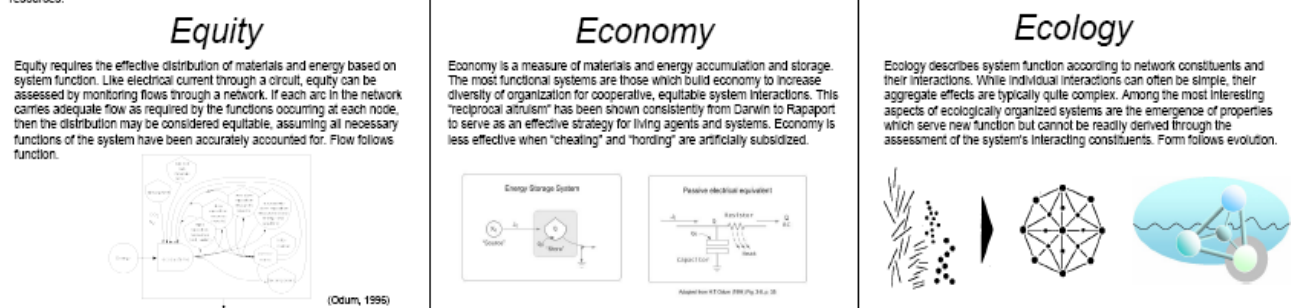 resources.
Equity
Equity requires the effective distribution of materials and energy based on
system function. Like electrical current through a circuit, equity can be
assessed by monitoring flows through a network. If each arc in the network
carries adequate flow as required by the functions occurring at each node,
then the distribution may be considered equitable, assuming all necessary
functions of the system have been accurately accounted for. Flow follows
function.
Energy
(Odum, 1996)
Economy
Economy is a measure of materials and energy accumulation and storage.
The most functional systems are those which build economy to increase
diversity of organization for cooperative, equitable system interactions. This
"reciprocal altruism" has been shown consistently from Darwin to Rapaport
to serve as an effective strategy for living agents and systems. Economy is
less effective when "cheating" and "hording" are artificially subsidized.
Energy Storage System
"Source"
Q
"Store"
Passive electrical equivalent
Resistor
Capacitor
Ecology
Ecology describes system function according to network constituents and
their interactions. While individual interactions can often be simple, their
aggregate effects are typically quite complex. Among the most interesting
aspects of ecologically organized systems are the emergence of properties
which serve new function but cannot be readily derived through the
assessment of the system's interacting constituents. Form follows evolution.